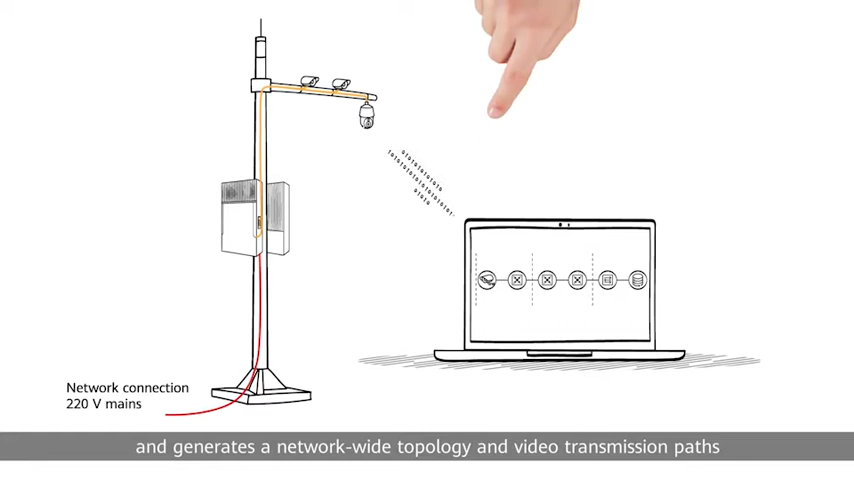 Network connection
220 V mains
and generates a network-wide topology and video transmission paths